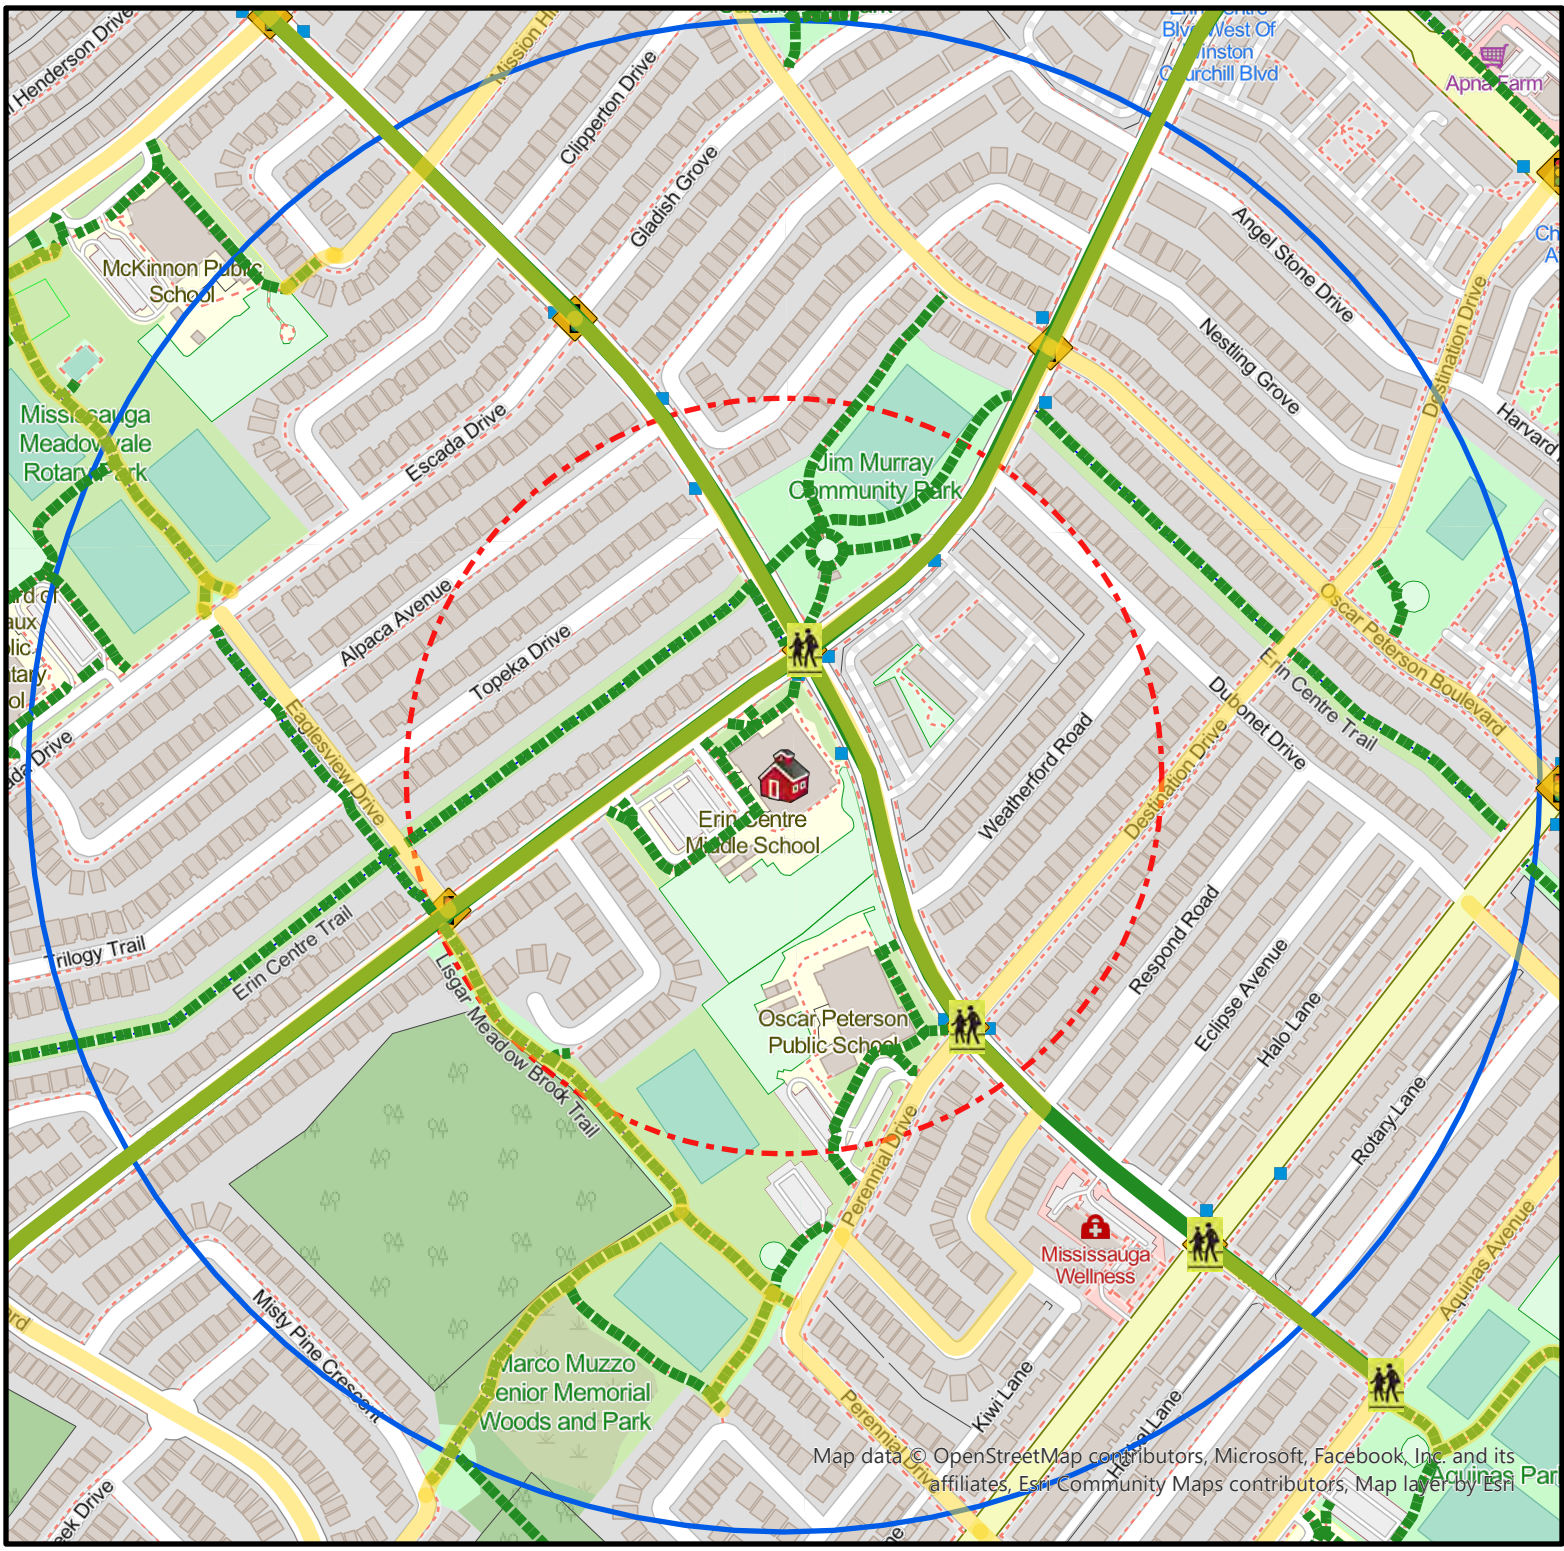 Henderson Drive
Mission
Clipperton Drive
Gladish Grove
Blvd West Of
Winston
Churchill Blvd
Apna Farm
McKinnon Public
School
Angel Stone Drive
Nestling Grove
Destination Drive
Harvard
Mississauga
Meadowvale
Rotary Park
Escada Drive
Jim Murray
Community Park
Alpaca Avenue
Topeka Drive
Eaglesview Drive
Oscar Peterson Boulevard
Erin Centre Trail
Dubonet Drive
Weatherford Road
Destination Drive
Erin Centre
Middle School
Trilogy Trail
Erin Centre Trail
Lisgar Meadow Brook Trail
Respond Road
Eclipse Avenue
Halo Lane
Rotary Lane
Oscar Peterson
Public School
Perennial Drive
Mississauga
Wellness
Aquinas Avenue
Misty Pine Crescent
Marco Muzzo
Senior Memorial
Woods and Park
Kiwi Lane
Perennial Drive
Lane
Drive
Map data © OpenStreetMap contributors, Microsoft, Facebook, Inc. and its
affiliates, Esri Community Maps contributors, Map layer by Esri
Aquinas Par